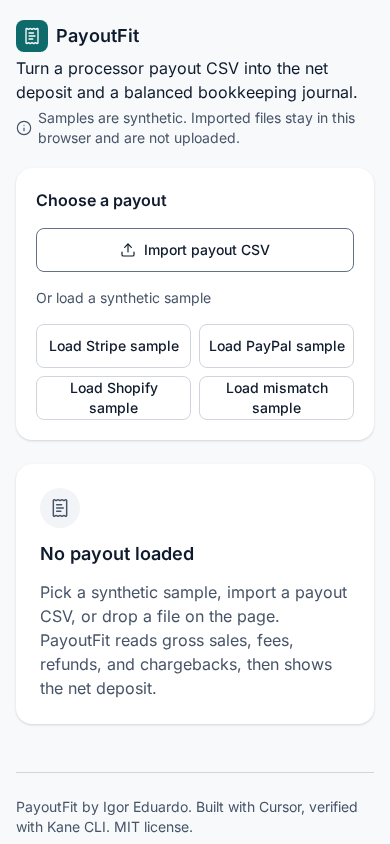 PayoutFit
Turn a processor payout CSV into the net
deposit and a balanced bookkeeping journal.
Samples are synthetic. Imported files stay in this
browser and are not uploaded.
Choose a payout
Import payout CSV
Or load a synthetic sample
Load Stripe sample
Load PayPal sample
Load Shopify
sample
Load mismatch
sample
No payout loaded
Pick a synthetic sample, import a payout
CSV, or drop a file on the page.
PayoutFit reads gross sales, fees,
refunds, and chargebacks, then shows
the net deposit.
PayoutFit by Igor Eduardo. Built with Cursor, verified
with Kane CLI. MIT license.